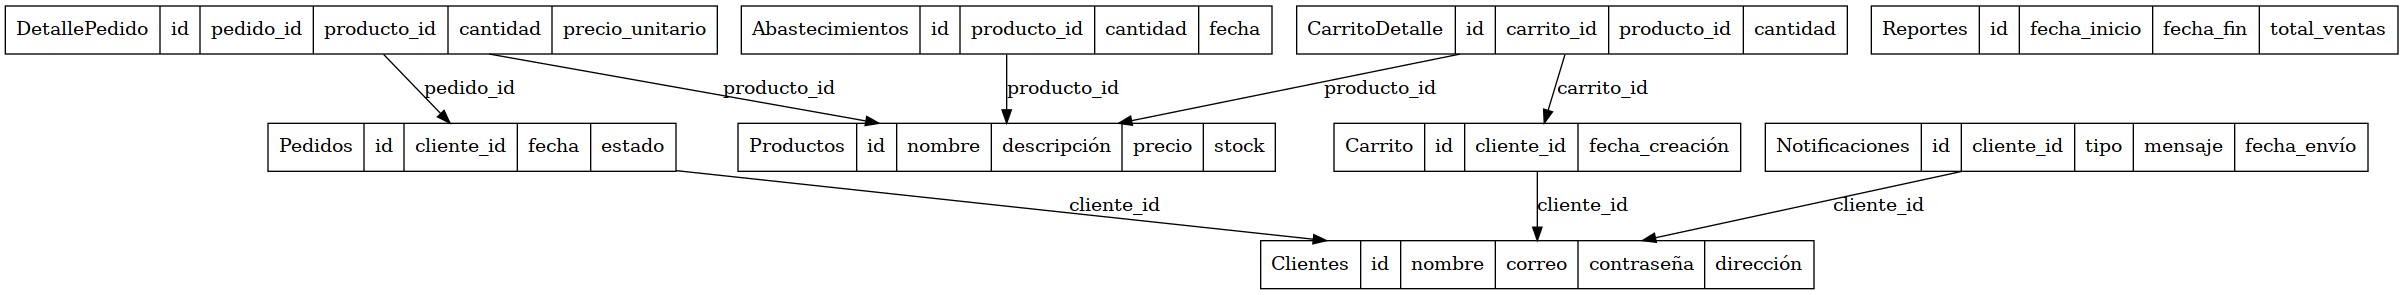 DetallePedido id pedido_id producto_id cantidad precio_unitario
Abastecimientos id producto_id cantidad fecha
CarritoDetalle id carrito_id producto_id cantidad
Reportes id fecha_inicio fecha_fin total_ventas
pedido_id
producto_id
producto_id
producto_id
carrito_id
Pedidos id cliente_id fecha estado
Productos id nombre descripción precio stock
Carrito id cliente_id fecha_creación
Notificaciones id cliente_id tipo mensaje fecha_envío
cliente_id
cliente_id
cliente_id
Clientes id nombre correo contraseña dirección